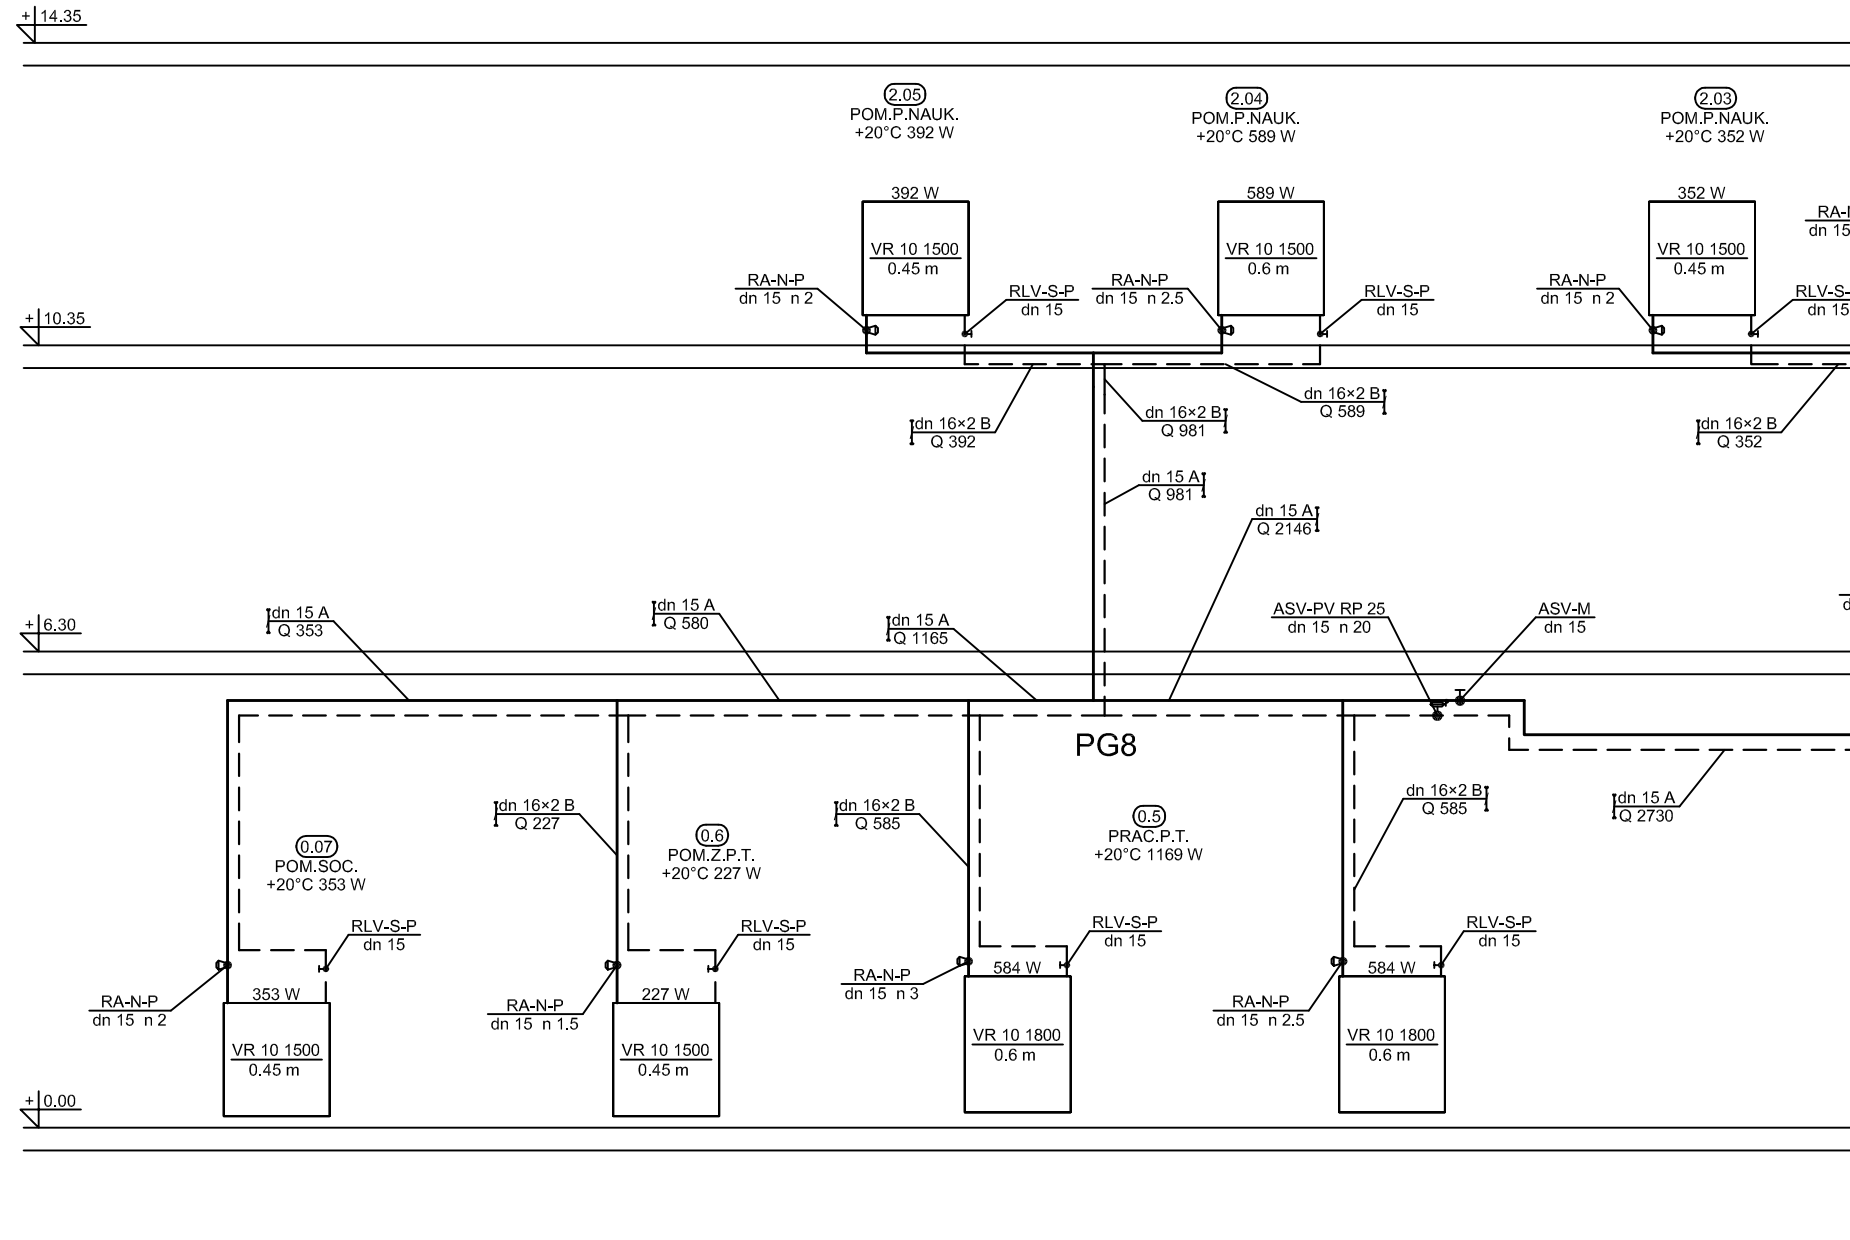 + 14.35
2.05
POM.P.NAUK.
+20°C 392 W
2.04
POM.P.NAUK.
+20°C 589 W
2.03
POM.P.NAUK.
+20°C 352 W
392 W
VR 10 1500
0.45 m
589 W
VR 10 1500
0.6 m
352 W
VR 10 1500
0.45 m
RA-N-P
dn 15 n 2
RLV-S-P
dn 15
RA-N-P
dn 15 n 2.5
RLV-S-P
dn 15
RA-N-P
dn 15 n 2
RLV-S-
dn 15
RA-
dn 15
+ 10.35
dn 16×2 B
Q 392
dn 16×2 B
Q 981
dn 16×2 B
Q 589
dn 16×2 B
Q 352
dn 15 A
Q 981
dn 15 A
Q 2146
+ 6.30
dn 15 A
Q 353
dn 15 A
Q 580
dn 15 A
Q 1165
ASV-PV RP 25
dn 15 n 20
ASV-M
dn 15
PG8
dn 16×2 B
Q 227
dn 16×2 B
Q 585
dn 16×2 B
Q 585
dn 15 A
Q 2730
0.07
POM.SOC.
+20°C 353 W
0.6
POM.Z.P.T.
+20°C 227 W
0.5
PRAC.P.T.
+20°C 1169 W
RLV-S-P
dn 15
RLV-S-P
dn 15
RLV-S-P
dn 15
RLV-S-P
dn 15
RA-N-P
dn 15 n 2
RA-N-P
dn 15 n 1.5
RA-N-P
dn 15 n 3
RA-N-P
dn 15 n 2.5
353 W
VR 10 1500
0.45 m
227 W
VR 10 1500
0.45 m
584 W
VR 10 1800
0.6 m
584 W
VR 10 1800
0.6 m
+ 0.00